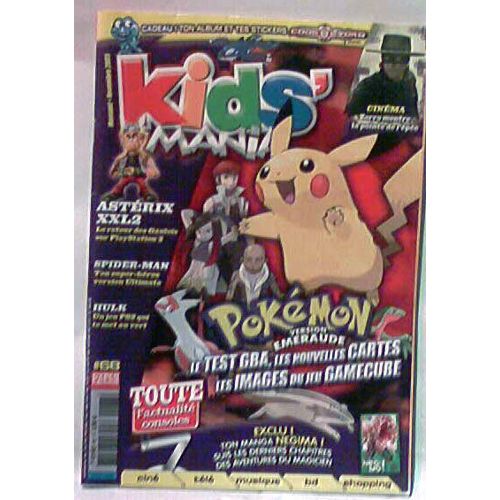 CADEAU ! TON ALBUM ET TES STICKERS
Kids'
MANIA
CINÉMA
Zorro montre
la pointe de l'épée
ASTÉRIX
XXL2
Le retour des Gaulois
sur PlayStation 2
SPIDER-MAN
Ton super-héros
version Ultimate
HULK
Un jeu PS2 qui
te met au vert
#68
POKÉMON
VERSION
EMERAUDE
LE TEST GBA, LES NOUVELLES CARTES
LES IMAGES DU JEU GAMECUBE
TOUTE
l'actualité
consoles
EXCLU !
TON MANGA NEGIMA !
SUIS LES DERNIERS CHAPITRES
DES AVENTURES DU MAGICIEN
ciné télé musique bd shopping